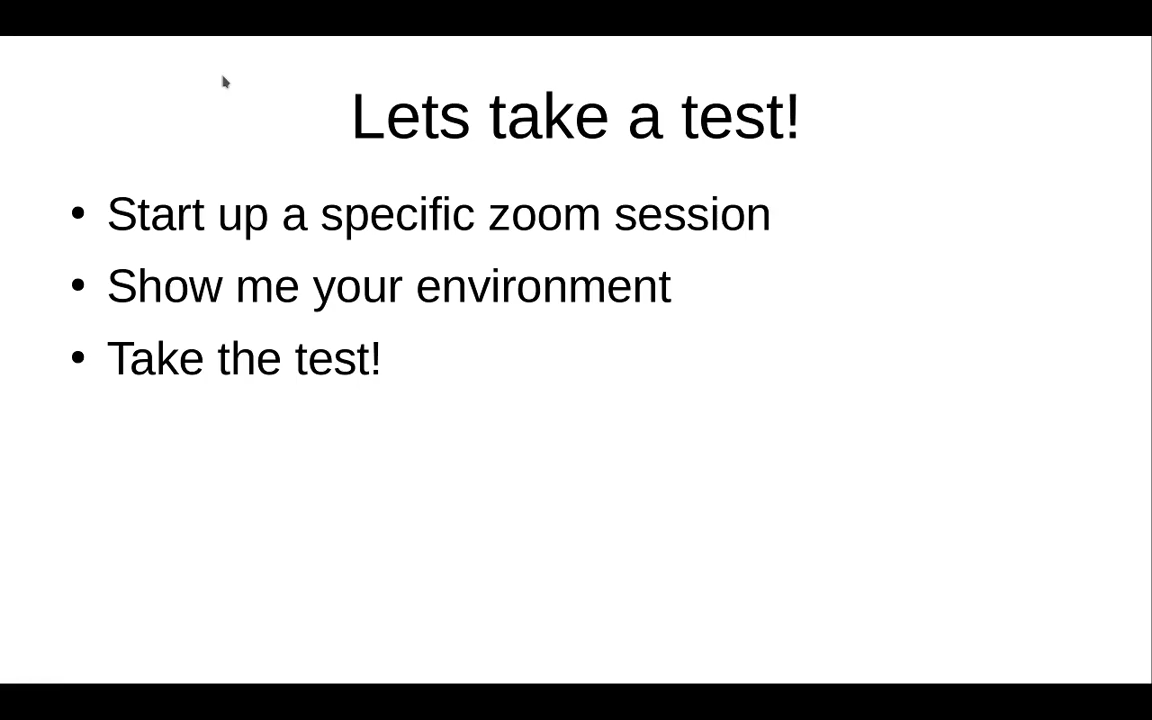 Lets take a test!
• Start up a specific zoom session
• Show me your environment
• Take the test!